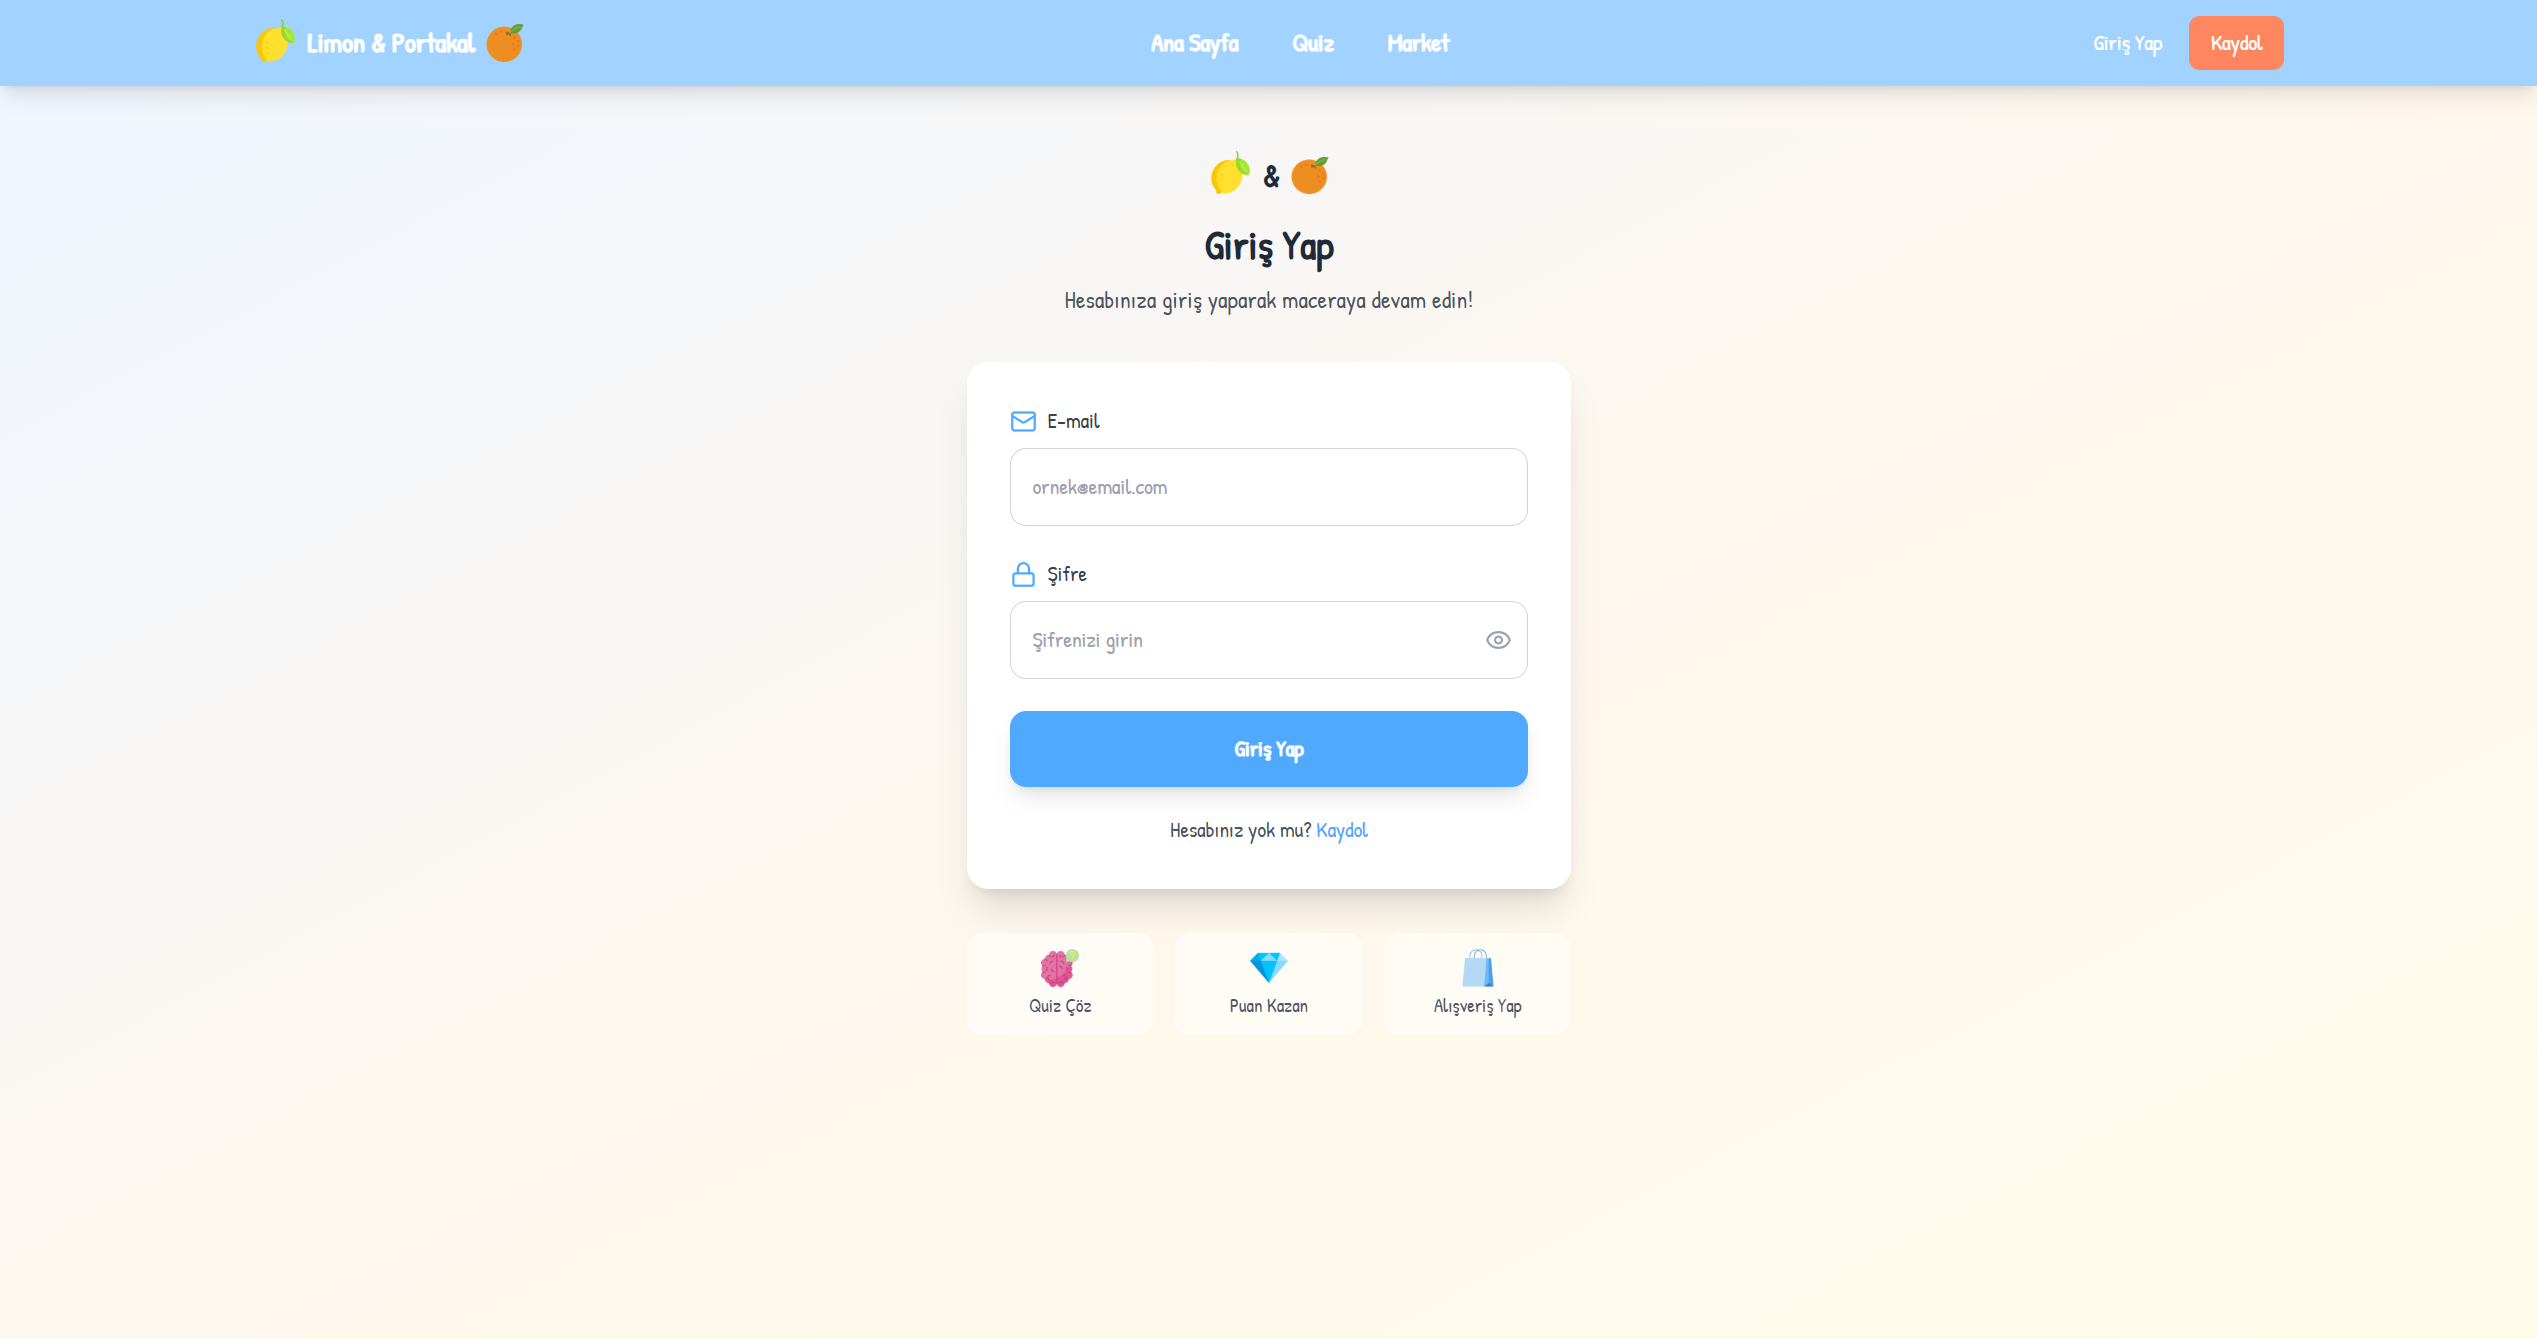 Limon & Portakal
Ana Sayfa
Quiz
Market
Giriş Yap
Kaydol
&
Giriş Yap
Hesabınıza giriş yaparak maceraya devam edin!
E-mail
ornek@email.com
Şifre
Şifrenizi girin
Giriş Yap
Hesabınız yok mu? Kaydol
Quiz Çöz
Puan Kazan
Alışveriş Yap